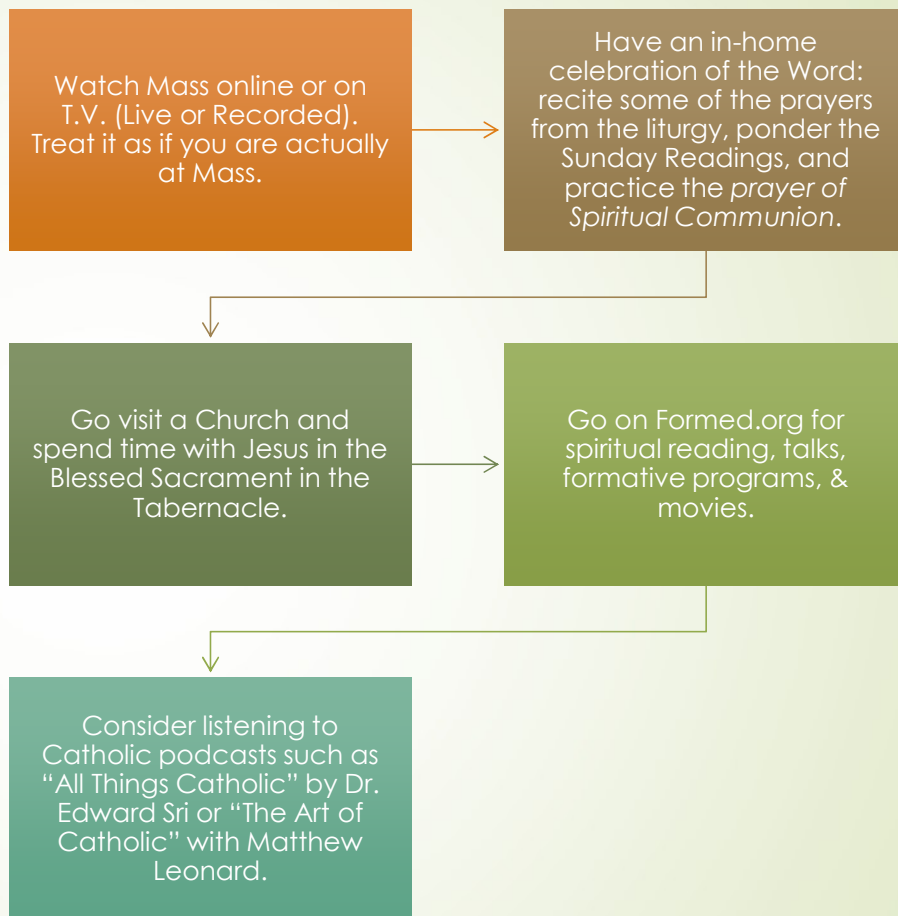 Watch Mass online or on
T.V. (Live or Recorded).
Treat it as if you are actually
at Mass.
Have an in-home
celebration of the Word:
recite some of the prayers
from the liturgy, ponder the
Sunday Readings, and
practice the prayer of
Spiritual Communion.
Go visit a Church and
spend time with Jesus in the
Blessed Sacrament in the
Tabernacle.
Go on Formed.org for
spiritual reading, talks,
formative programs, &
movies.
Consider listening to
Catholic podcasts such as
“All Things Catholic” by Dr.
Edward Sri or “The Art of
Catholic” with Matthew
Leonard.